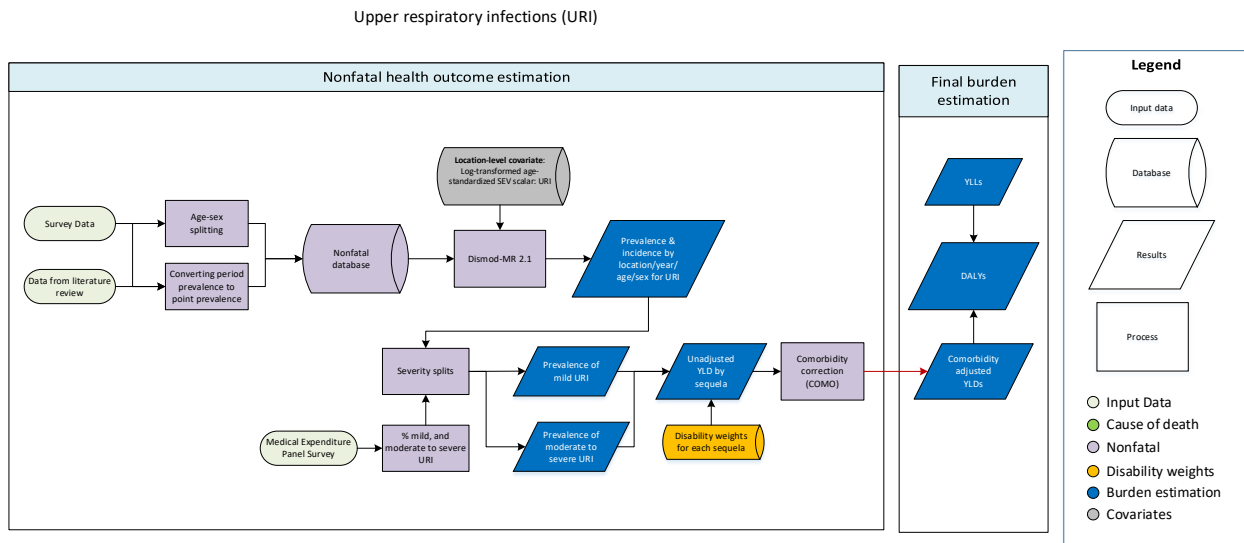 Upper respiratory infections (URI)
Nonfatal health outcome estimation
Final burden
estimation
Legend
Input data
Database
Results
Process
Input Data
Cause of death
Nonfatal
Disability weights
Burden estimation
Covariates
Location-level covariate:
Log-transformed age-
standardized SEV scalar: URI
Survey Data
Age-sex
splitting
Data from literature
review
Converting period
prevalence to
point prevalence
Nonfatal
database
Dismod-MR 2.1
Prevalence &
incidence by
location/year/
age/sex for URI
YLLs
DALYs
Severity splits
Prevalence of
mild URI
Unadjusted
YLD by
sequela
Comorbidity
correction
(COMO)
Comorbidity
adjusted
YLDs
Medical Expenditure
Panel Survey
% mild, and
moderate to severe
URI
Prevalence of
moderate to
severe URI
Disability weights
for each sequela